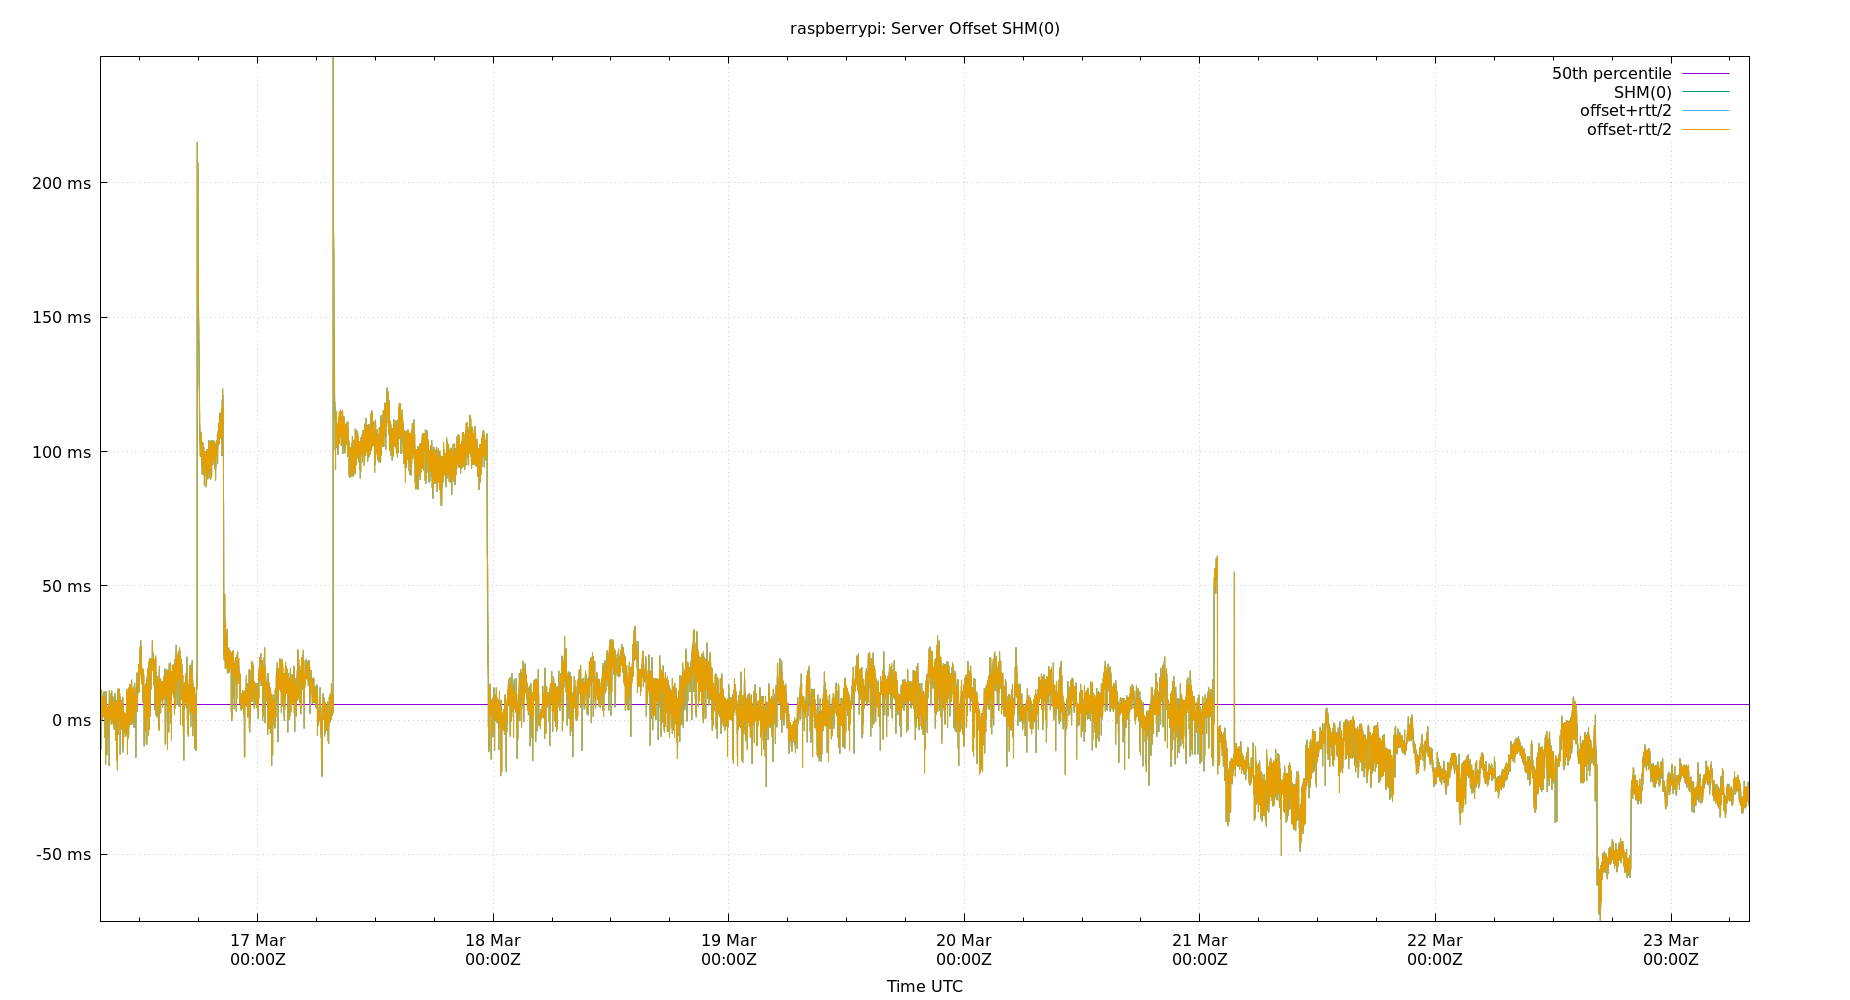 raspberrypi: Server Offset SHM(0)
50th percentile
SHM(0)
offset+rtt/2
offset-rtt/2
200 ms
150 ms
100 ms
50 ms
0 ms
-50 ms
17 Mar 18 Mar 19 Mar 20 Mar 21 Mar 22 Mar 23 Mar
00:00Z 00:00Z 00:00Z 00:00Z 00:00Z 00:00Z 00:00Z
Time UTC